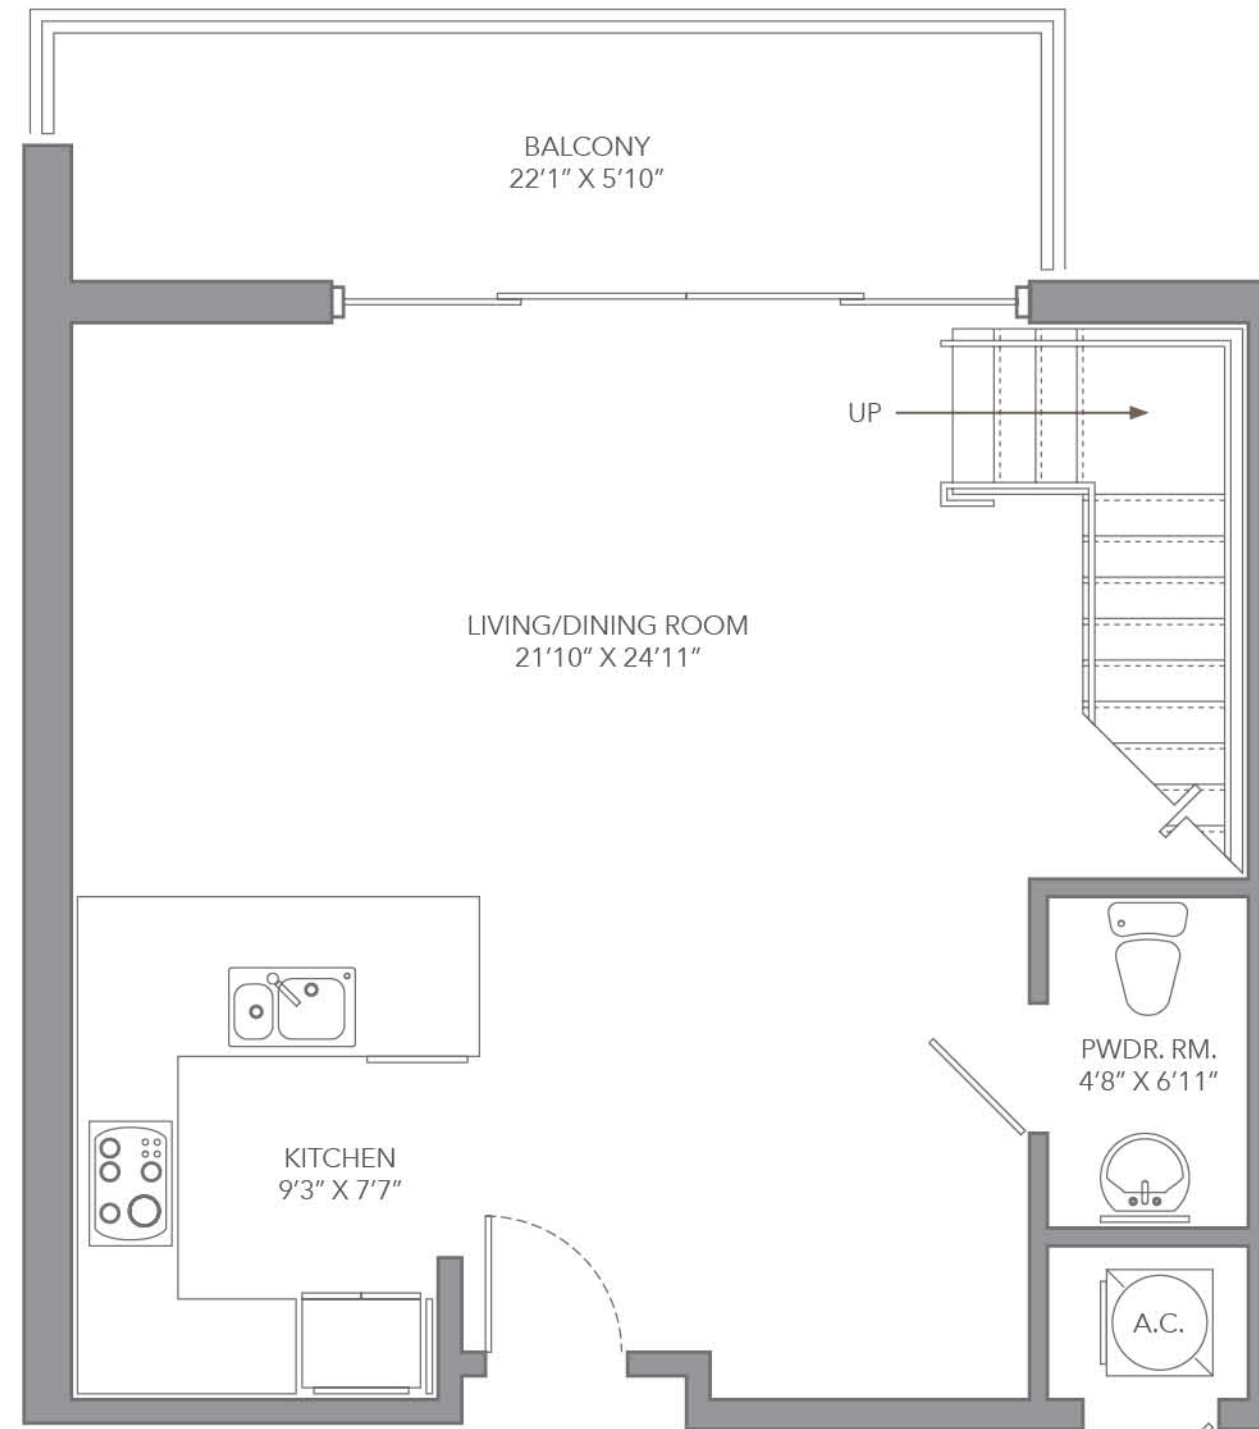 BALCONY
22'1" X 5'10"
UP
LIVING/DINING ROOM
21'10" X 24'11"
PWDR. RM.
4'8" X 6'11"
KITCHEN
9'3" X 7'7"
A.C.